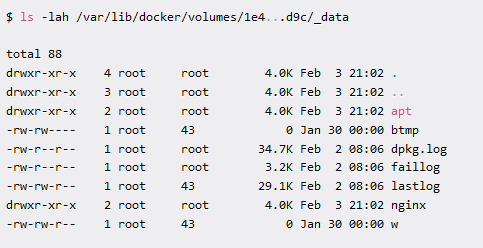 $ ls -lah /var/lib/docker/volumes/1e4...d9c/_data
total 88
drwxr-xr-x 4 root root 4.0K Feb 3 21:02 .
drwxr-xr-x 3 root root 4.0K Feb 3 21:02 ..
drwxr-xr-x 2 root root 4.0K Feb 3 21:02 apt
-rw-rw---- 1 root 43 0 Jan 30 00:00 btmp
-rw-r--r-- 1 root root 34.7K Feb 2 08:06 dpkg.log
-rw-r--r-- 1 root root 3.2K Feb 2 08:06 faillog
-rw-rw-r-- 1 root 43 29.1K Feb 2 08:06 lastlog
drwxr-xr-x 2 root root 4.0K Feb 3 21:02 nginx
-rw-rw-r-- 1 root 43 0 Jan 30 00:00 w